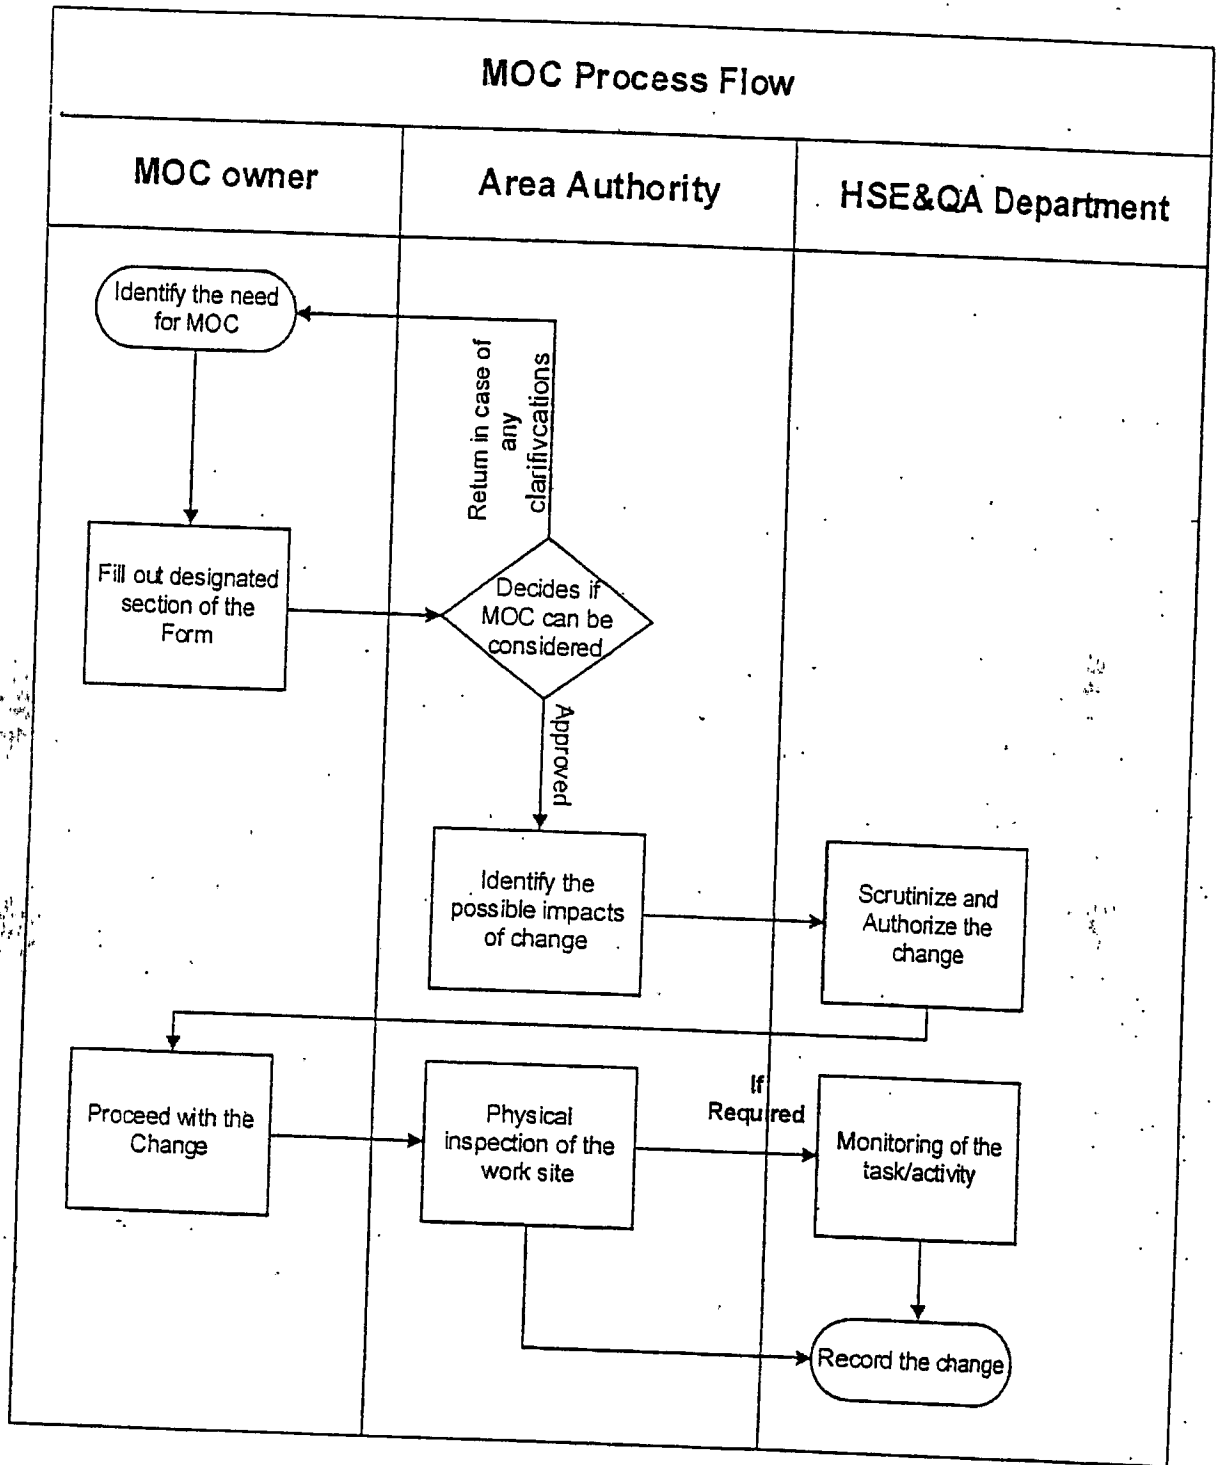 MOC Process Flow
MOC owner
Area Authority
HSE&QA Department
Identify the need
for MOC
Return in case of
any
clarifivcations
Fill out designated
section of the
Form
Decides if
MOC can be
considered
Approved
Identify the
possible impacts
of change
Scrutinize and
Authorize the
change
Proceed with the
Change
Physical
inspection of the
work site
If
Required
Monitoring of the
task/activity
Record the change